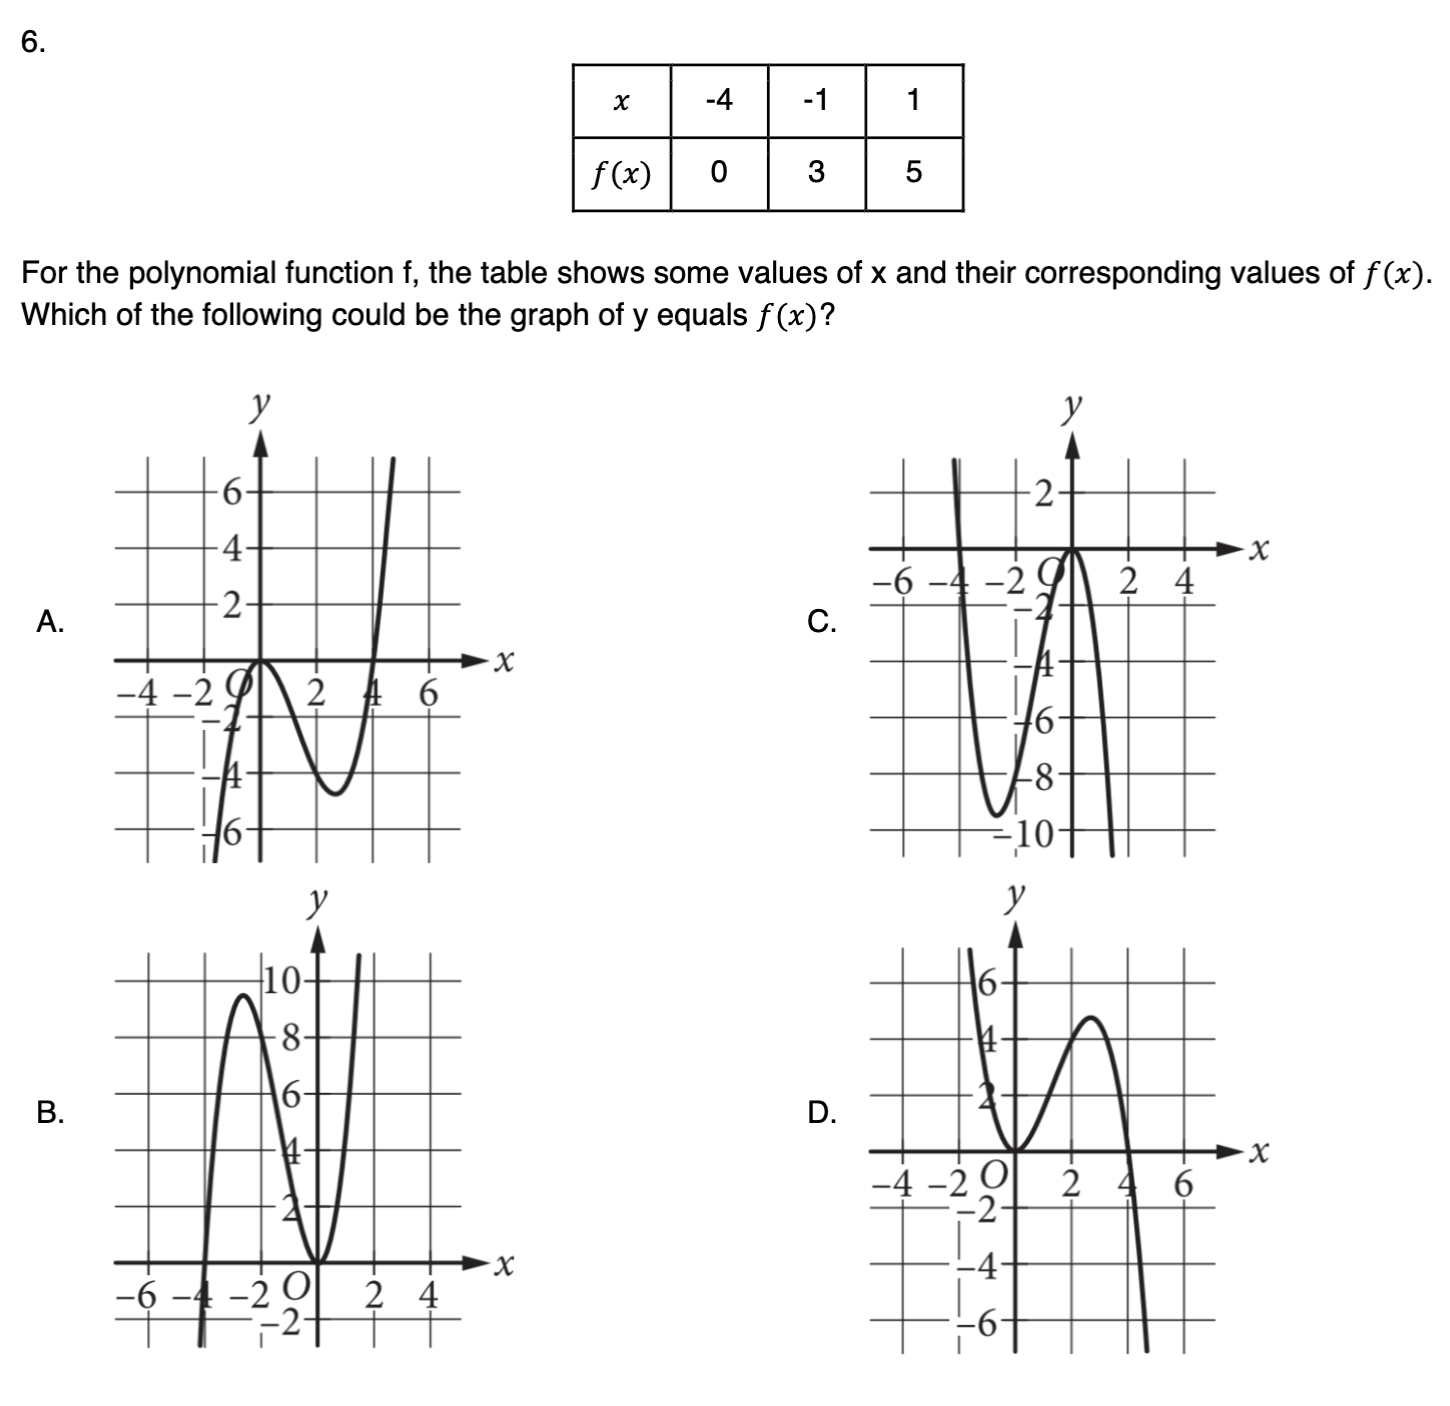 6.
x -4 -1 1
f(x) 0 3 5
For the polynomial function f, the table shows some values of x and their corresponding values of f(x).
Which of the following could be the graph of y equals f(x)?
A.
y
6
4
2
x
−4 −2 O 2 4 6
−2
−4
−6
C.
y
2
x
−6 −4 −2 O 2 4
−2
−4
−6
−8
−10
B.
y
10
8
6
4
2
x
−6 −4 −2 O 2 4
−2
D.
y
6
4
2
x
−4 −2 O 2 4 6
−2
−4
−6